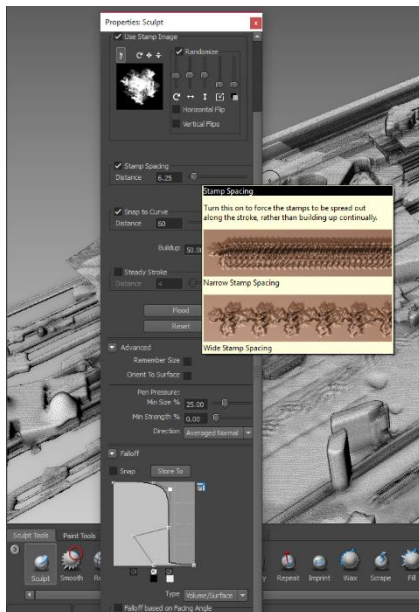 Properties: Sculpt
Use Stamp Image
Randomize
Horizontal Flip
Vertical Flips
Stamp Spacing
Distance 6.25
Stamp Spacing
Turn this on to force the stamps to be spread out
along the stroke, rather than building up continually.
Narrow Stamp Spacing
Wide Stamp Spacing
Snap to Curve
Distance 60
Buildup 50.00
Steady Stroke
Distance 4
Flood
Reset
Advanced
Remember Size
Orient To Surface
Pen Pressure:
Min Size % 25.00
Min Strength % 0.00
Direction Averaged Normal
Falloff
Snap Store To
Type Volume/Surface
Falloff based on Facing Angle
Sculpt Tools Paint Tools
Sculpt Smooth Repeat Imprint Wax Scrape Fill